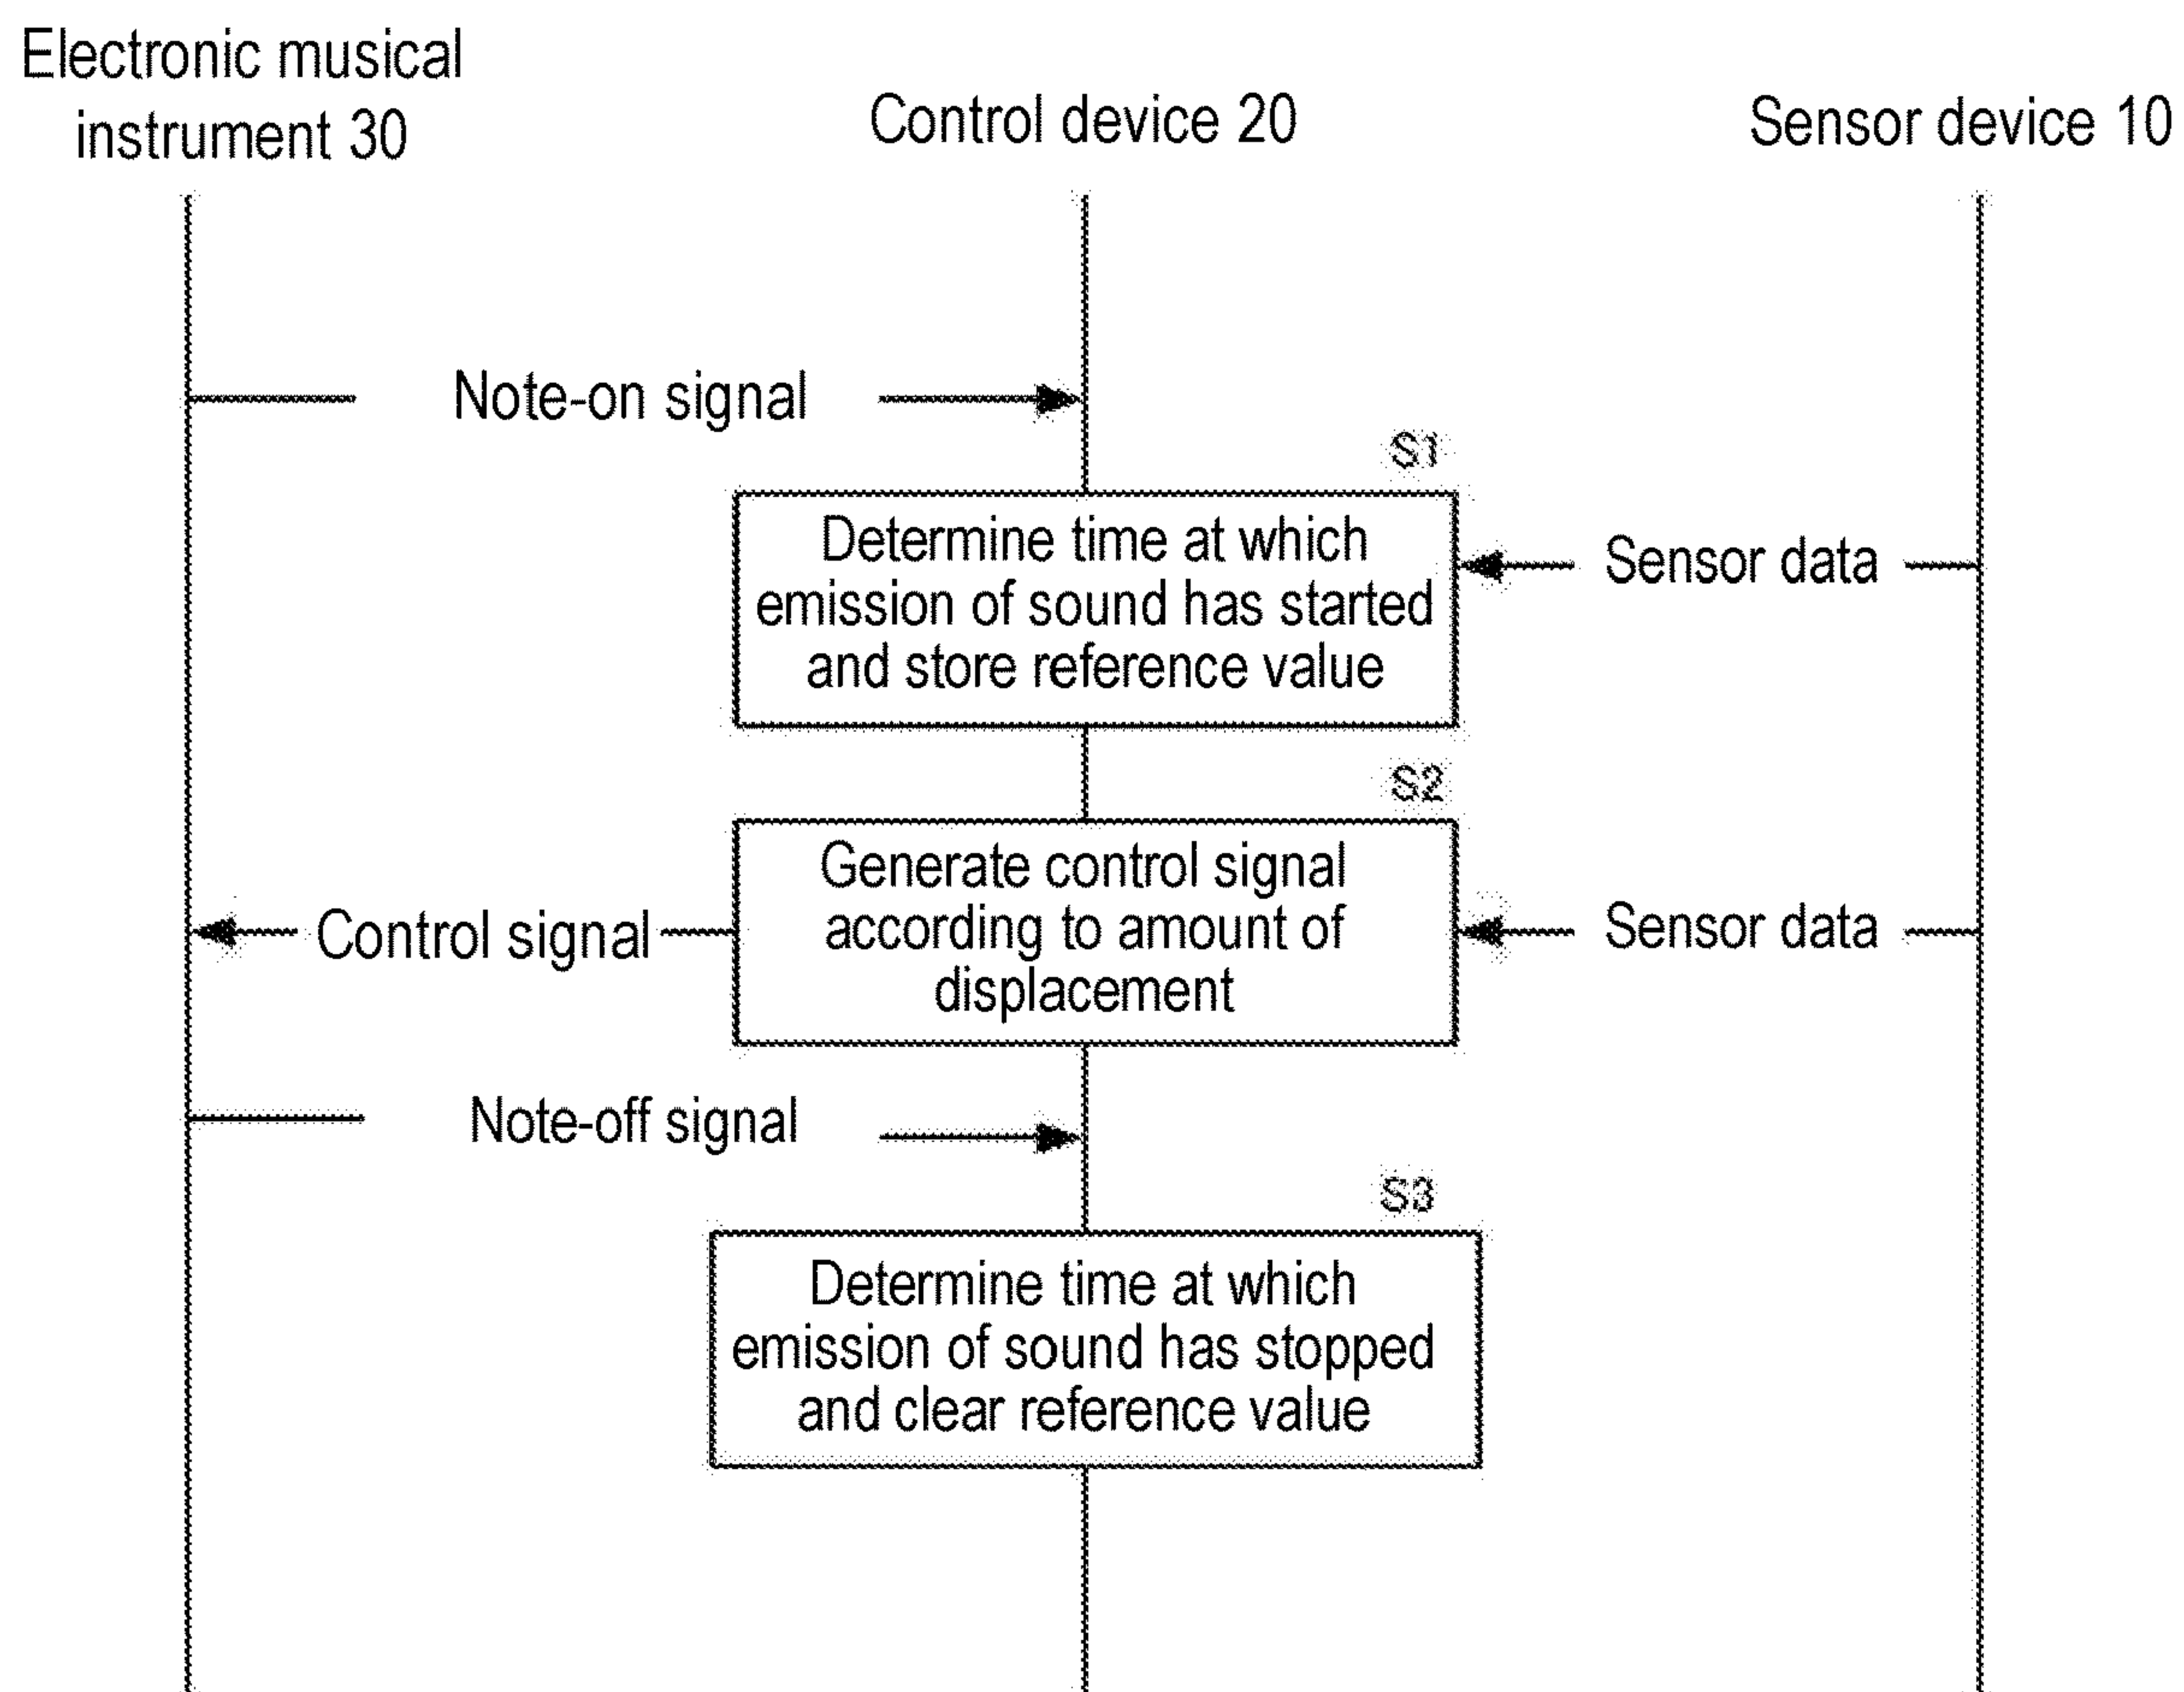 Electronic musical
instrument 30
Control device 20
Sensor device 10
Note-on signal
S1
Determine time at which
emission of sound has started
and store reference value
Sensor data
S2
Generate control signal
according to amount of
displacement
Control signal
Sensor data
Note-off signal
S3
Determine time at which
emission of sound has stopped
and clear reference value